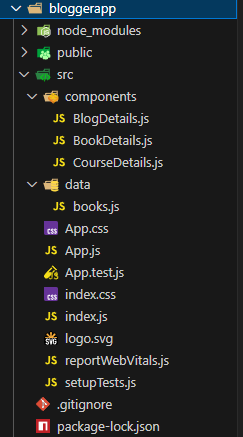 bloggerapp
node_modules
public
src
components
JS BlogDetails.js
JS BookDetails.js
JS CourseDetails.js
data
JS books.js
CSS App.css
JS App.js
App.test.js
CSS index.css
JS index.js
SVG logo.svg
JS reportWebVitals.js
JS setupTests.js
.gitignore
package-lock.json